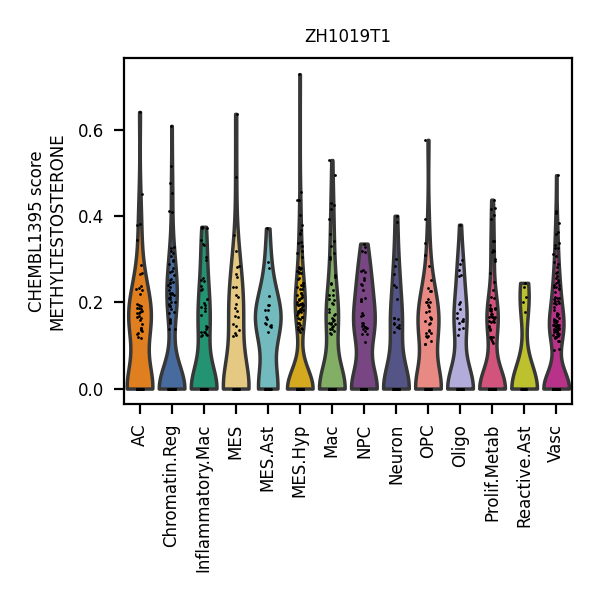 ZH1019T1
CHEMBL1395 score
METHYLTESTOSTERONE
0.6
0.4
0.2
0.0
AC
Chromatin.Reg
Inflammatory.Mac
MES
MES.Ast
MES.Hyp
Mac
NPC
Neuron
OPC
Oligo
Prolif.Metab
Reactive.Ast
Vasc